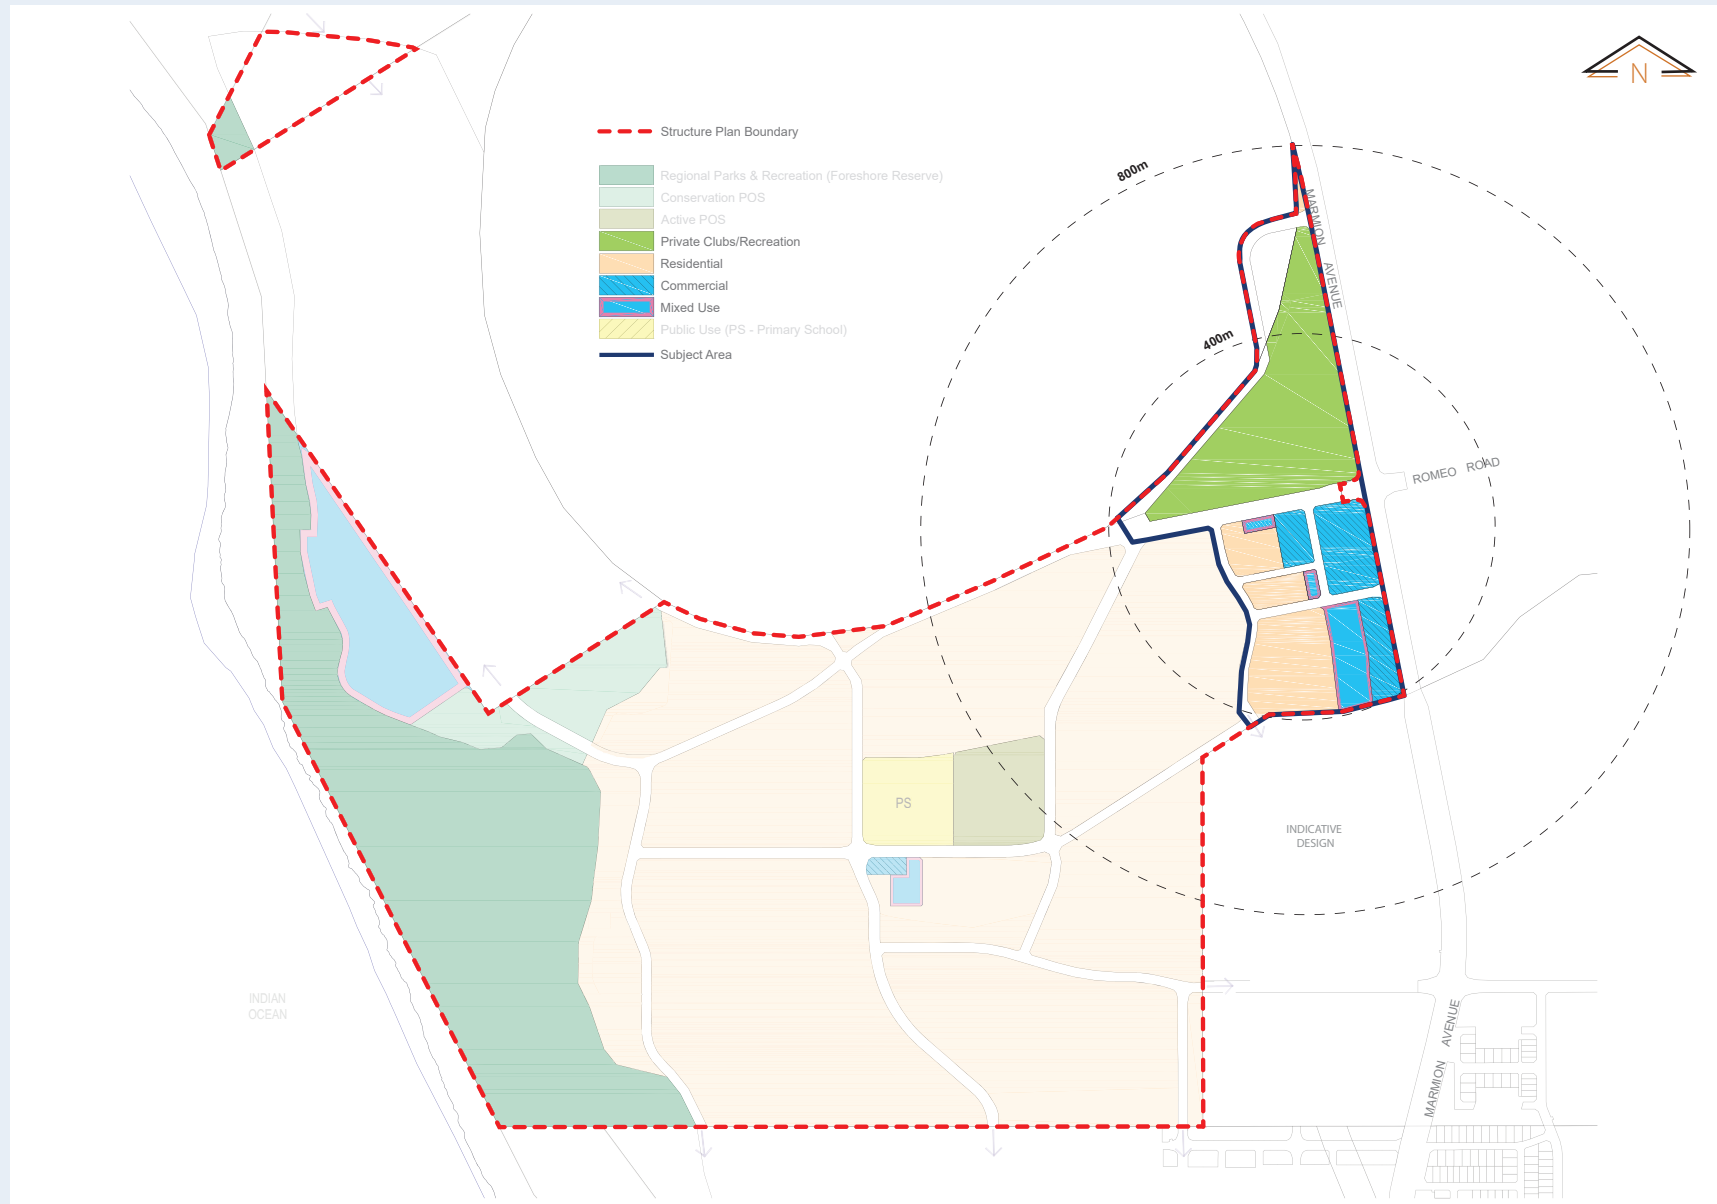 N
Structure Plan Boundary
800m
Regional Parks & Recreation (Foreshore Reserve)
Conservation POS
Active POS
Private Clubs/Recreation
Residential
Commercial
Mixed Use
Public Use (PS - Primary School)
Subject Area
MARMION AVENUE
400m
ROMEO ROAD
PS
INDICATIVE
DESIGN
INDIAN
OCEAN
MARMION AVENUE